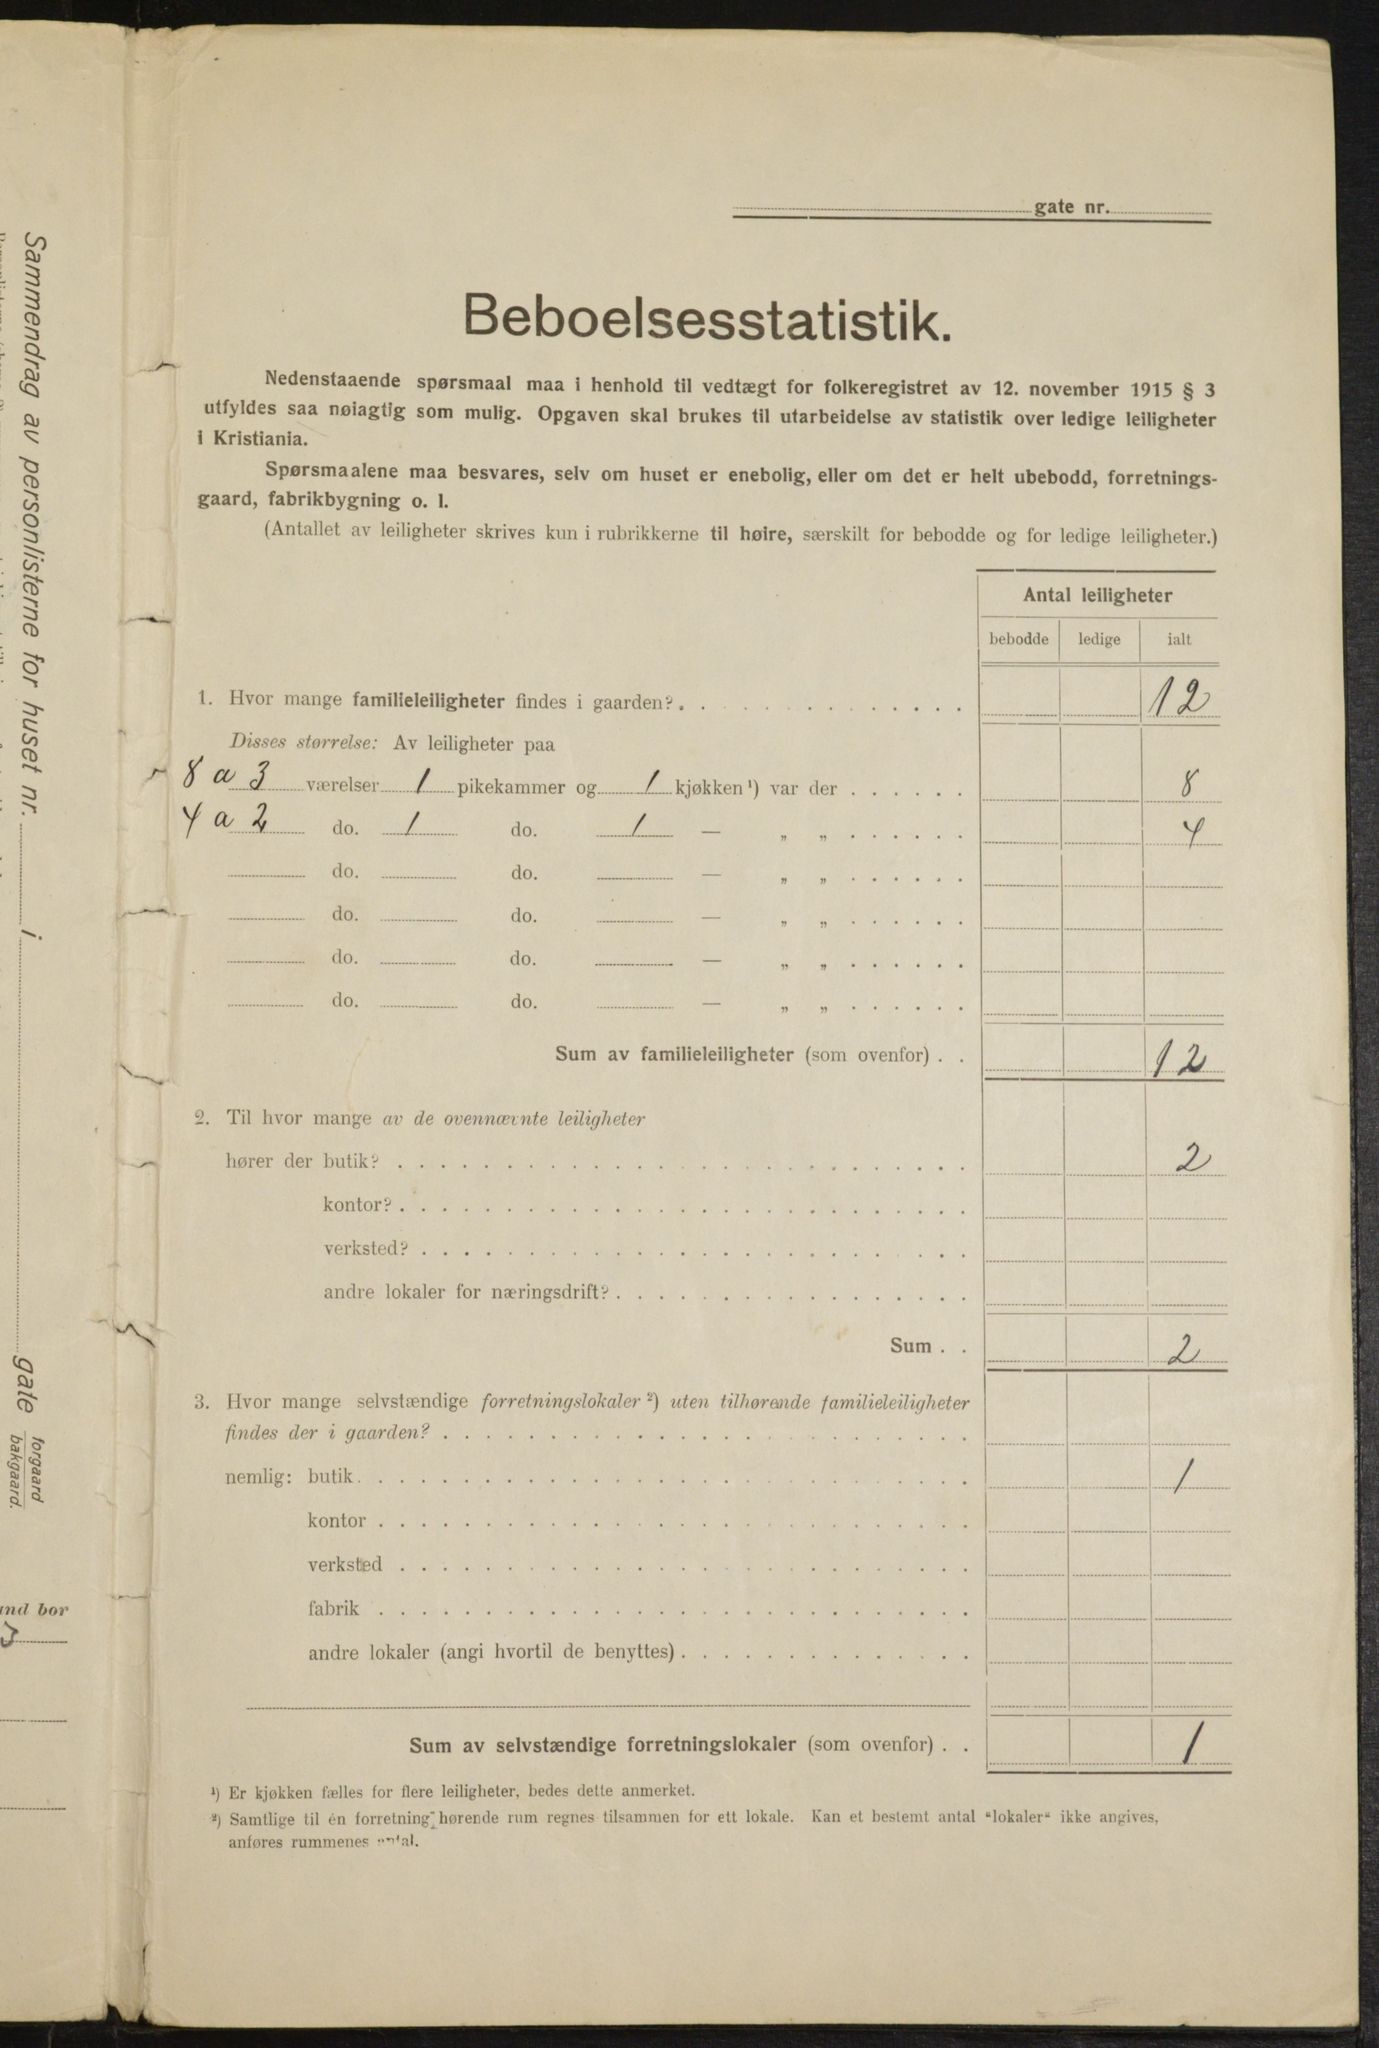 gate nr.
Beboelsesstatistik.
Nedenstaaende spørsmaal maa i henhold til vedtægt for folkeregistret av 12. november 1915 § 3
utfyldes saa nøiagtig som mulig. Opgaven skal brukes til utarbeidelse av statistik over ledige leiligheter
i Kristiania.
Spørsmaalene maa besvares, selv om huset er enebolig, eller om det er helt ubebodd, forretnings-
gaard, fabrikbygning o. l.
(Antallet av leiligheter skrives kun i rubrikkerne til høire, særskilt for bebodde og for ledige leiligheter.)
Antal leiligheter
bebodde ledige ialt
1. Hvor mange familieleiligheter findes i gaarden? 12
Disses størrelse: Av leiligheter paa
8 a 3 værelser 1 pikekammer og 1 kjøkken ¹) var der 8
4 a 2 do. 1 do. 1 — „ „ 4
do. do. — „ „
do. do. — „ „
do. do. — „ „
do. do. — „ „
Sum av familieleiligheter (som ovenfor) 12
2. Til hvor mange av de ovennævnte leiligheter
hører der butik? 2
kontor?
verksted?
andre lokaler for næringsdrift?
Sum 2
3. Hvor mange selvstændige forretningslokaler ²) uten tilhørende familieleiligheter
findes der i gaarden?
nemlig: butik 1
kontor
verksted
fabrik
andre lokaler (angi hvortil de benyttes)
Sum av selvstændige forretningslokaler (som ovenfor) 1
¹) Er kjøkken fælles for flere leiligheter, bedes dette anmerket.
²) Samtlige til én forretning hørende rum regnes tilsammen for ett lokale. Kan et bestemt antal “lokaler“ ikke angives,
anføres rummenes antal.
Sammendrag av personlisterne for huset nr. i gate forgaard
bakgaard.
and bor
3